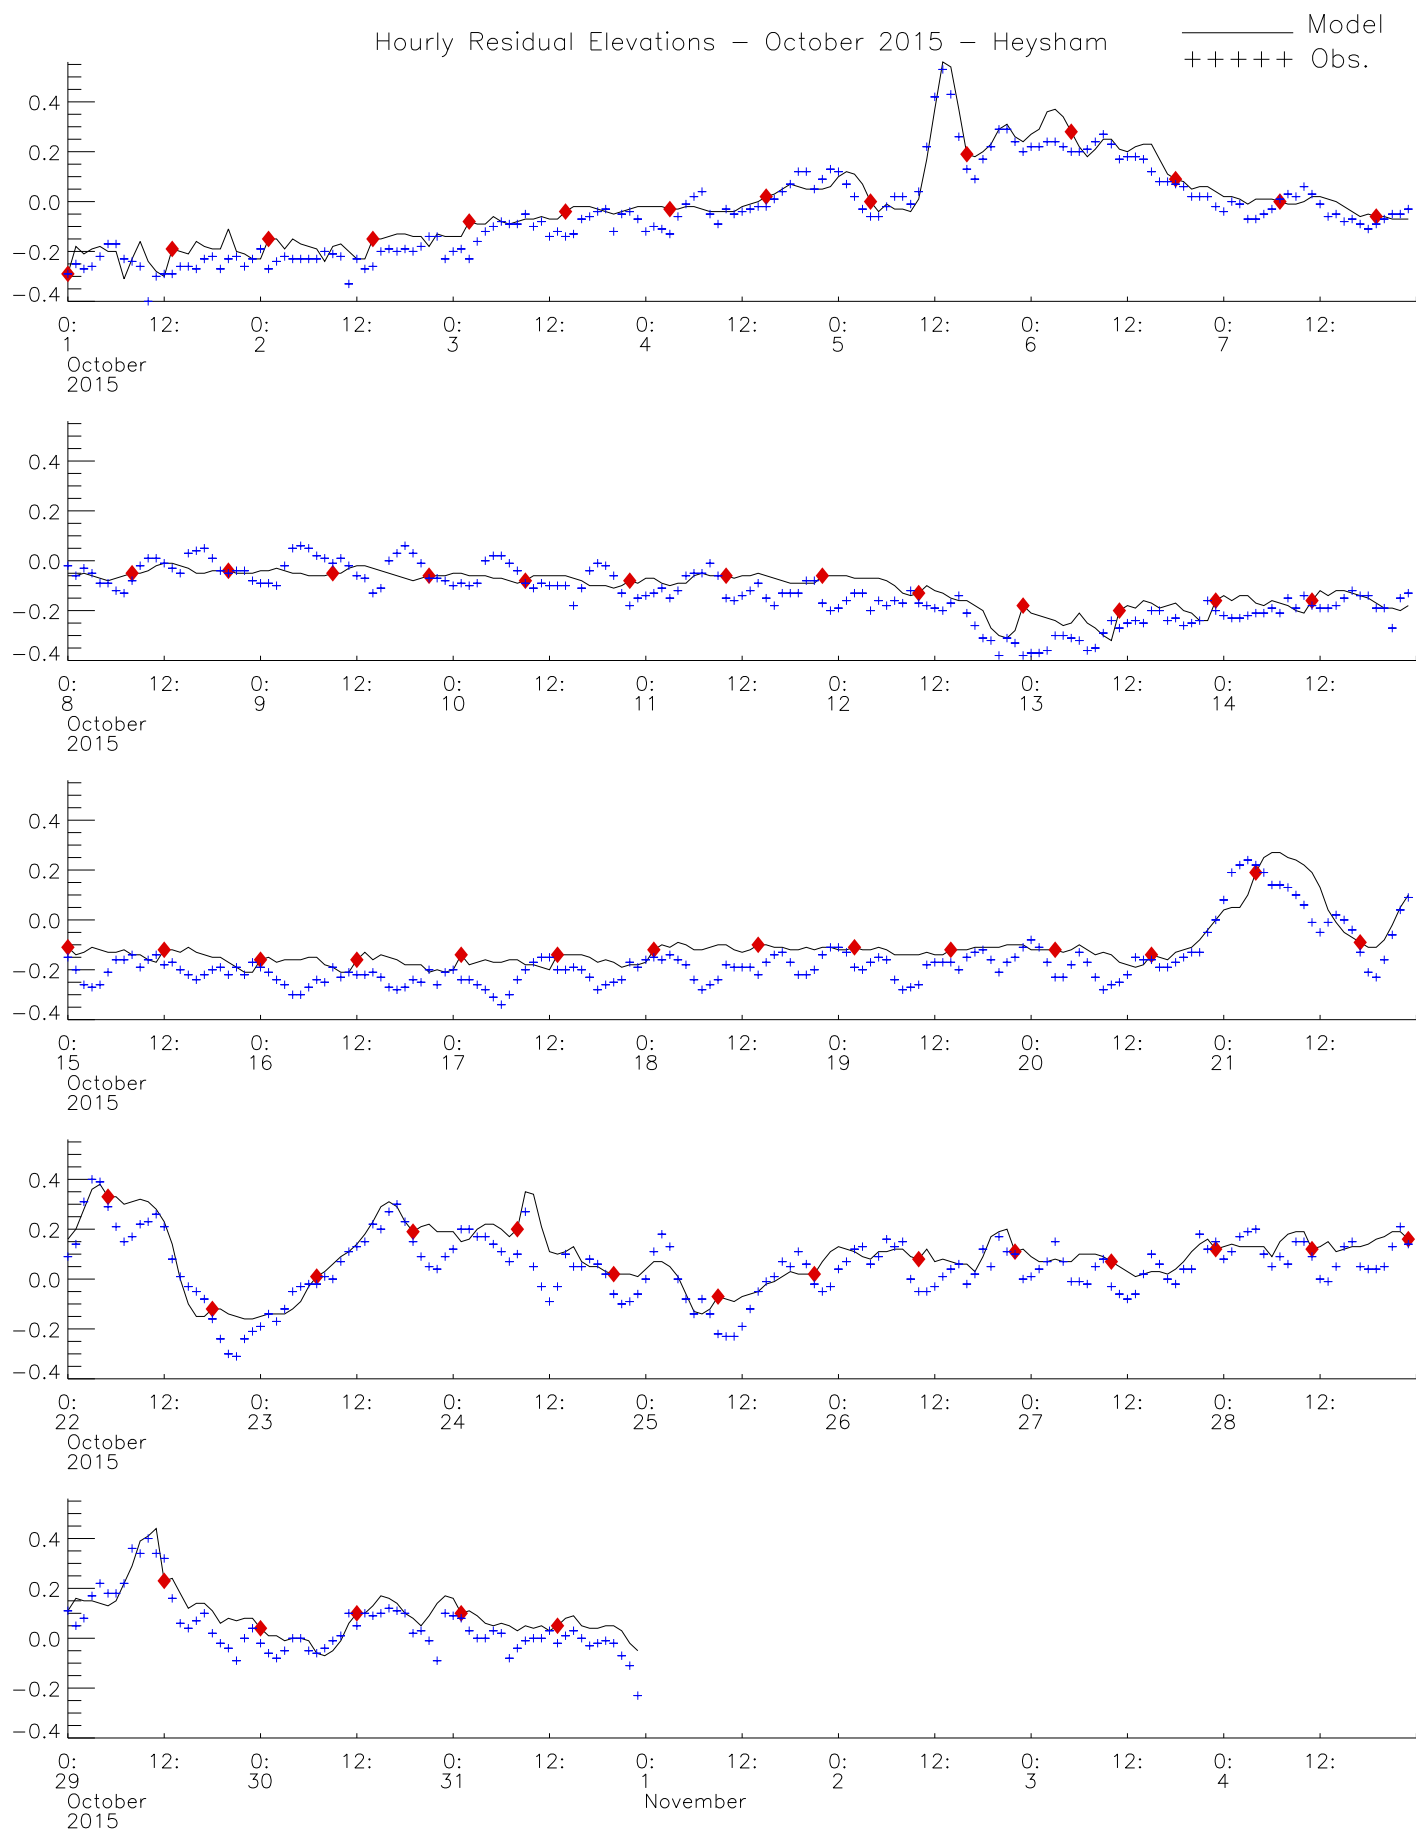 Hourly Residual Elevations – October 2015 – Heysham
Model
+++++ Obs.
0.4
0.2
0.0
−0.2
−0.4
0: 12: 0: 12: 0: 12: 0: 12: 0: 12: 0: 12: 0: 12:
1 2 3 4 5 6 7
October
2015
0.4
0.2
0.0
−0.2
−0.4
0: 12: 0: 12: 0: 12: 0: 12: 0: 12: 0: 12: 0: 12:
8 9 10 11 12 13 14
October
2015
0.4
0.2
0.0
−0.2
−0.4
0: 12: 0: 12: 0: 12: 0: 12: 0: 12: 0: 12: 0: 12:
15 16 17 18 19 20 21
October
2015
0.4
0.2
0.0
−0.2
−0.4
0: 12: 0: 12: 0: 12: 0: 12: 0: 12: 0: 12: 0: 12:
22 23 24 25 26 27 28
October
2015
0.4
0.2
0.0
−0.2
−0.4
0: 12: 0: 12: 0: 12: 0: 12: 0: 12: 0: 12: 0: 12:
29 30 31 1 2 3 4
October November
2015